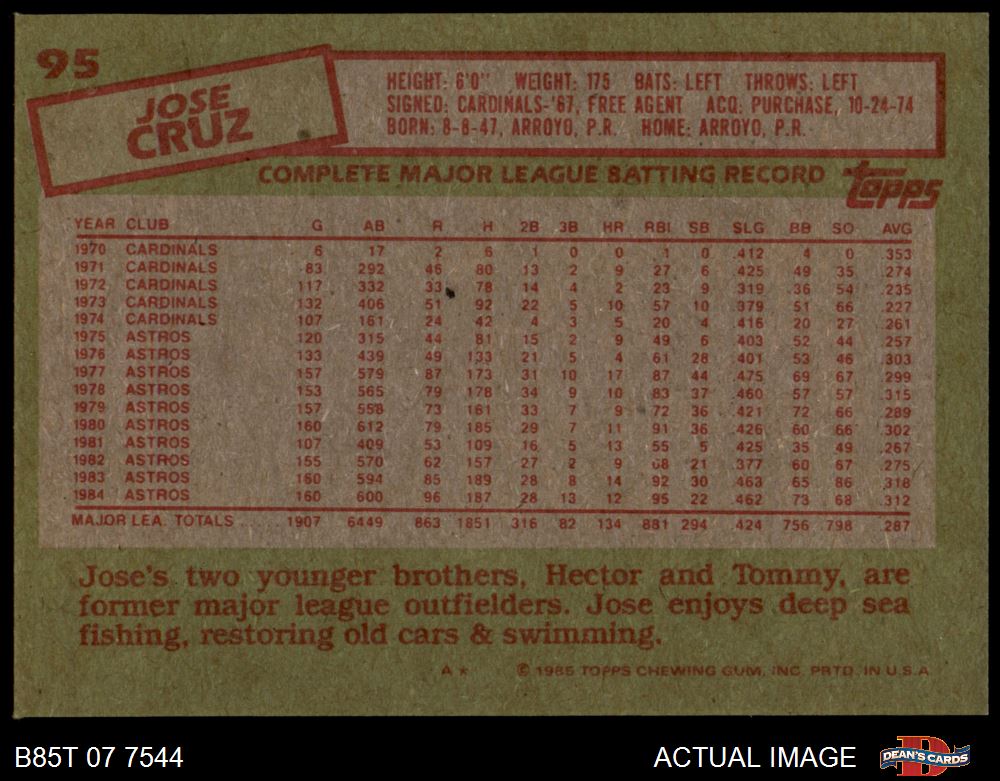 95
JOSE
CRUZ
HEIGHT: 6'0" WEIGHT: 175 BATS: LEFT THROWS: LEFT
SIGNED: CARDINALS-'67, FREE AGENT ACQ: PURCHASE, 10-24-74
BORN: 8-8-47, ARROYO, P.R. HOME: ARROYO, P.R.
COMPLETE MAJOR LEAGUE BATTING RECORD topps
YEAR CLUB G AB R H 2B 3B HR RBI SB SLG BB SO AVG
1970 CARDINALS 6 17 2 6 1 0 0 1 0 .412 4 0 .353
1971 CARDINALS 83 292 46 80 13 2 9 27 6 .425 49 35 .274
1972 CARDINALS 117 332 33 78 14 4 2 23 9 .319 36 54 .235
1973 CARDINALS 132 406 51 92 22 5 10 57 10 .379 51 66 .227
1974 CARDINALS 107 161 24 42 4 3 5 20 4 .416 20 27 .261
1975 ASTROS 120 315 44 81 15 2 9 49 6 .403 52 44 .257
1976 ASTROS 133 439 49 133 21 5 4 61 28 .401 53 46 .303
1977 ASTROS 157 579 87 173 31 10 17 87 44 .475 69 67 .299
1978 ASTROS 153 565 79 178 34 9 10 83 37 .460 57 57 .315
1979 ASTROS 157 558 73 161 33 7 9 72 36 .421 72 66 .289
1980 ASTROS 160 612 79 185 29 7 11 91 36 .426 60 66 .302
1981 ASTROS 107 409 53 109 16 5 13 55 5 .425 35 49 .267
1982 ASTROS 155 570 62 157 27 2 9 68 21 .377 60 67 .275
1983 ASTROS 160 594 85 189 28 8 14 92 30 .463 65 86 .318
1984 ASTROS 160 600 96 187 28 13 12 95 22 .462 73 68 .312
MAJOR LEA. TOTALS ..... 1907 6449 863 1851 316 82 134 881 294 .424 756 798 .287
Jose's two younger brothers, Hector and Tommy, are
former major league outfielders. Jose enjoys deep sea
fishing, restoring old cars & swimming.
A * © 1985 TOPPS CHEWING GUM, INC. PRTD. IN U.S.A.
B85T 07 7544 ACTUAL IMAGE DEAN'S CARDS